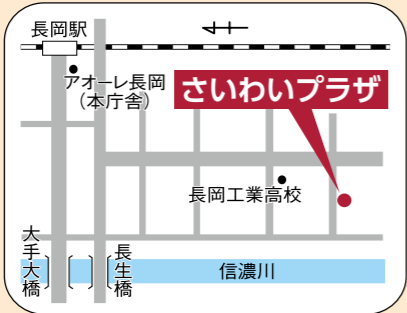 長岡駅
アオーレ長岡
（本庁舎）
さいわいプラザ
長岡工業高校
大手大橋
長生橋
信濃川